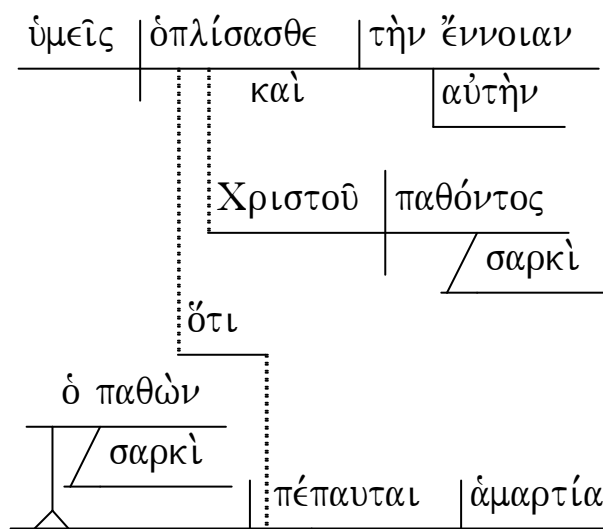 ὑμεῖς ὁπλίσασθε τὴν ἔννοιαν
καὶ αὐτὴν
Χριστοῦ παθόντος
σαρκὶ
ὅτι
ὁ παθὼν
σαρκὶ
πέπαυται ἁμαρτία